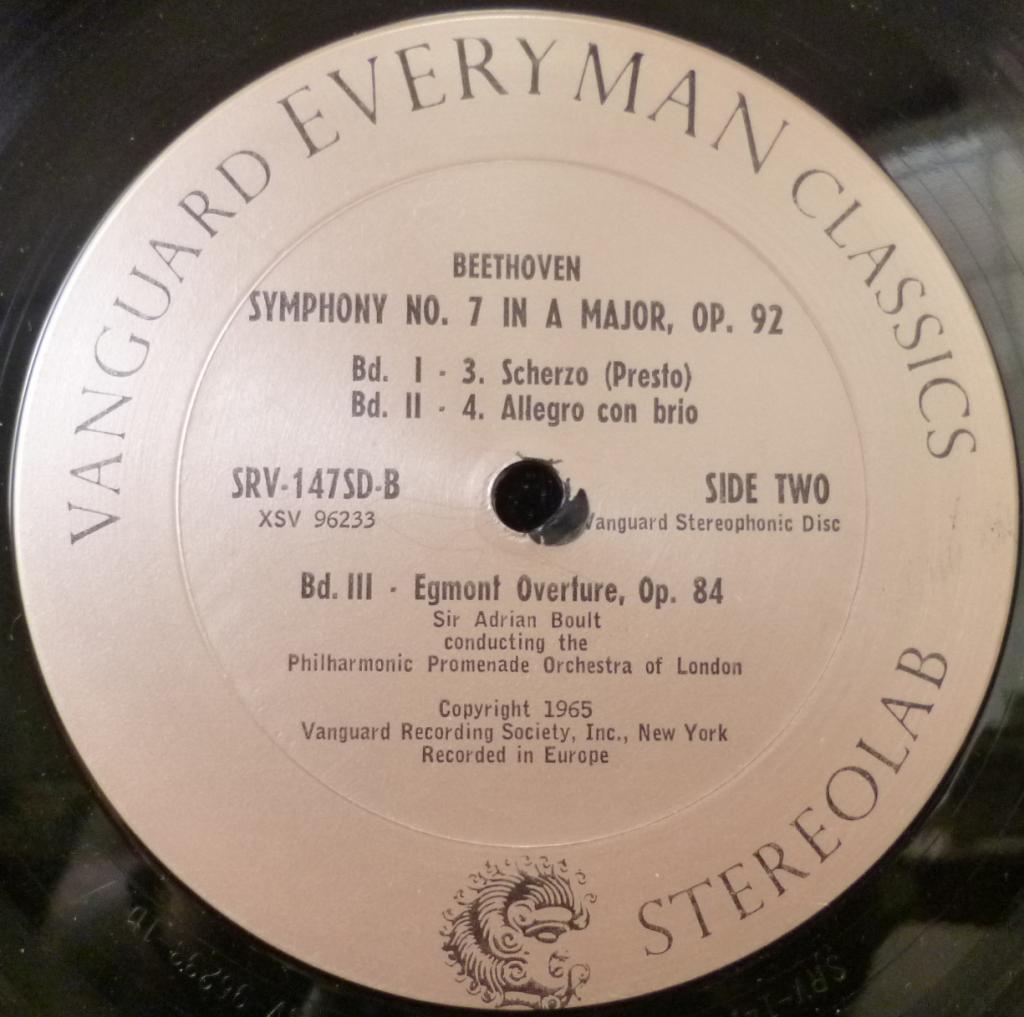 VANGUARD EVERYMAN CLASSICS
BEETHOVEN
SYMPHONY NO. 7 IN A MAJOR, OP. 92
Bd. I - 3. Scherzo (Presto)
Bd. II - 4. Allegro con brio
SRV-147SD-B SIDE TWO
XSV 96233 Vanguard Stereophonic Disc
Bd. III - Egmont Overture, Op. 84
Sir Adrian Boult
conducting the
Philharmonic Promenade Orchestra of London
Copyright 1965
Vanguard Recording Society, Inc., New York
Recorded in Europe
STEREOLAB